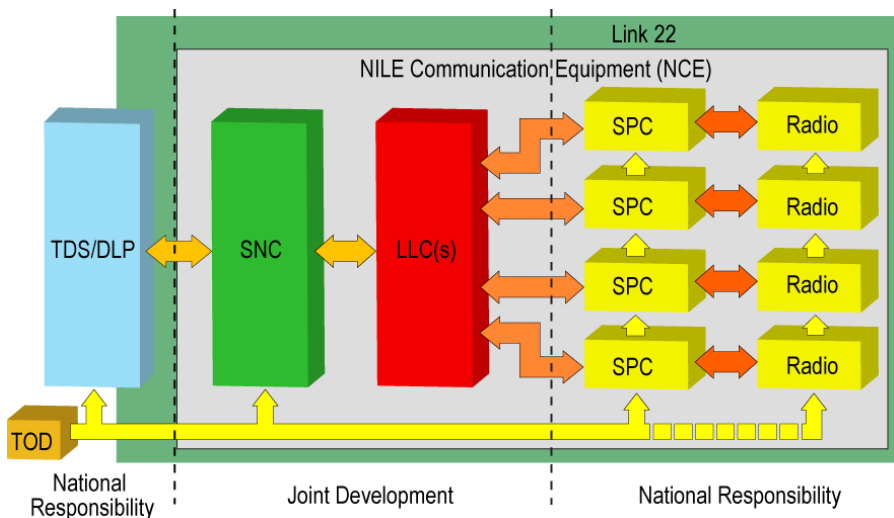 Link 22
NILE Communication Equipment (NCE)
TDS/DLP
SNC
LLC(s)
SPC
Radio
SPC
Radio
SPC
Radio
SPC
Radio
TOD
National
Responsibility
Joint Development
National Responsibility